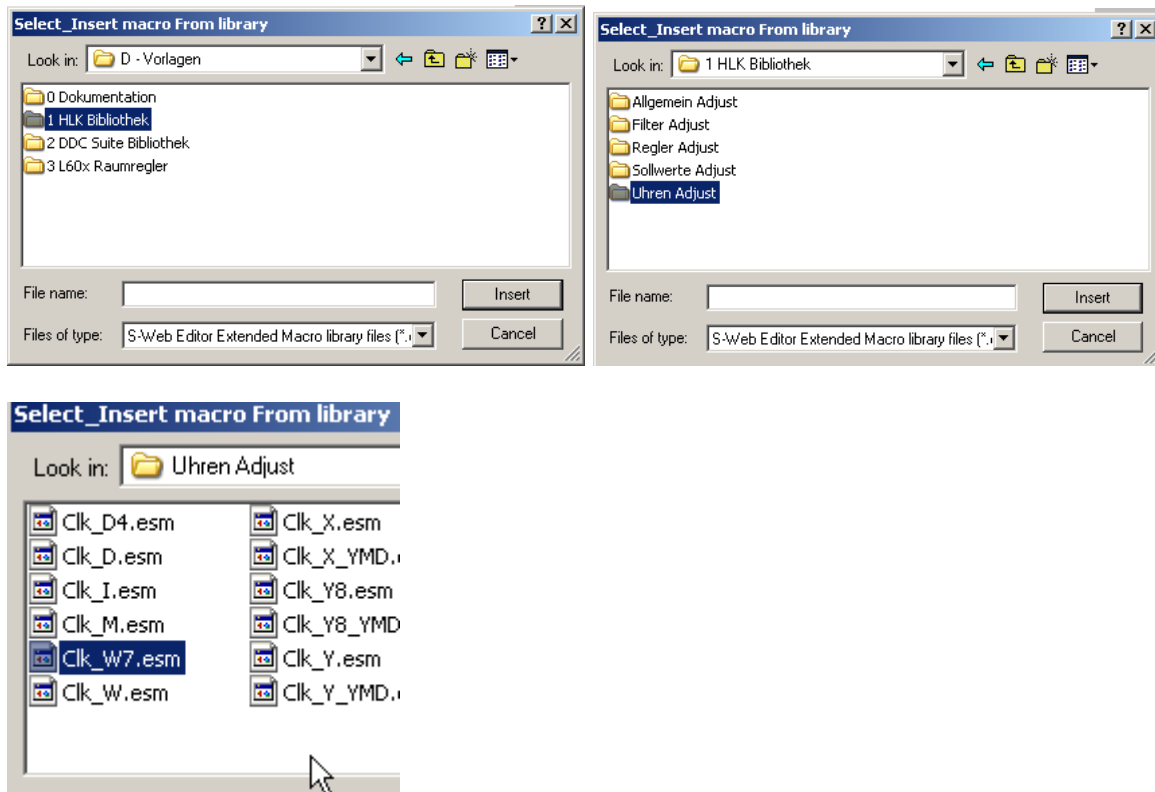 Select_Insert macro From library
Look in: D - Vorlagen
0 Dokumentation
1 HLK Bibliothek
2 DDC Suite Bibliothek
3 L60x Raumregler
File name:
Insert
Files of type: S-Web Editor Extended Macro library files (*.
Cancel
Select_Insert macro From library
Look in: 1 HLK Bibliothek
Allgemein Adjust
Filter Adjust
Regler Adjust
Sollwerte Adjust
Uhren Adjust
File name:
Insert
Files of type: S-Web Editor Extended Macro library files (*.
Cancel
Select_Insert macro From library
Look in: Uhren Adjust
Clk_D4.esm
Clk_D.esm
Clk_I.esm
Clk_M.esm
Clk_W7.esm
Clk_W.esm
Clk_X.esm
Clk_X_YMD.
Clk_Y8.esm
Clk_Y8_YMD
Clk_Y.esm
Clk_Y_YMD.